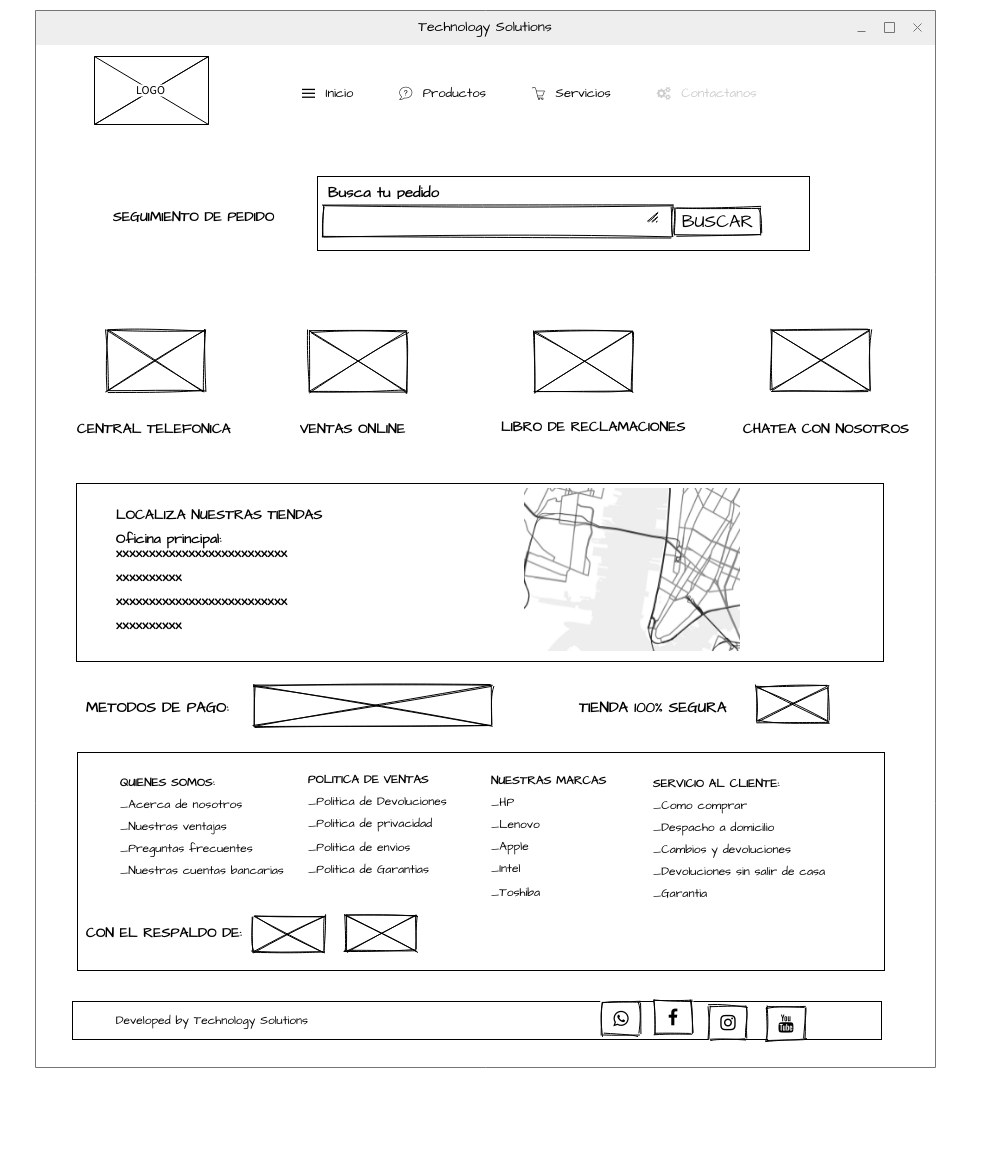 Technology Solutions
LOGO
Inicio
Productos
Servicios
Contactanos
SEGUIMIENTO DE PEDIDO
Busca tu pedido
BUSCAR
CENTRAL TELEFONICA
VENTAS ONLINE
LIBRO DE RECLAMACIONES
CHATEA CON NOSOTROS
LOCALIZA NUESTRAS TIENDAS
Oficina principal:
xxxxxxxxxxxxxxxxxxxxxxxxxx
xxxxxxxxxx
xxxxxxxxxxxxxxxxxxxxxxxxxx
xxxxxxxxxx
METODOS DE PAGO:
TIENDA 100% SEGURA
QUIENES SOMOS:
_Acerca de nosotros
_Nuestras ventajas
_Preguntas frecuentes
_Nuestras cuentas bancarias
POLITICA DE VENTAS
_Politica de Devoluciones
_Politica de privacidad
_Politica de envios
_Politica de Garantias
NUESTRAS MARCAS
_HP
_Lenovo
_Apple
_Intel
_Toshiba
SERVICIO AL CLIENTE:
_Como comprar
_Despacho a domicilio
_Cambios y devoluciones
_Devoluciones sin salir de casa
_Garantia
CON EL RESPALDO DE:
Developed by Technology Solutions
You
Tube